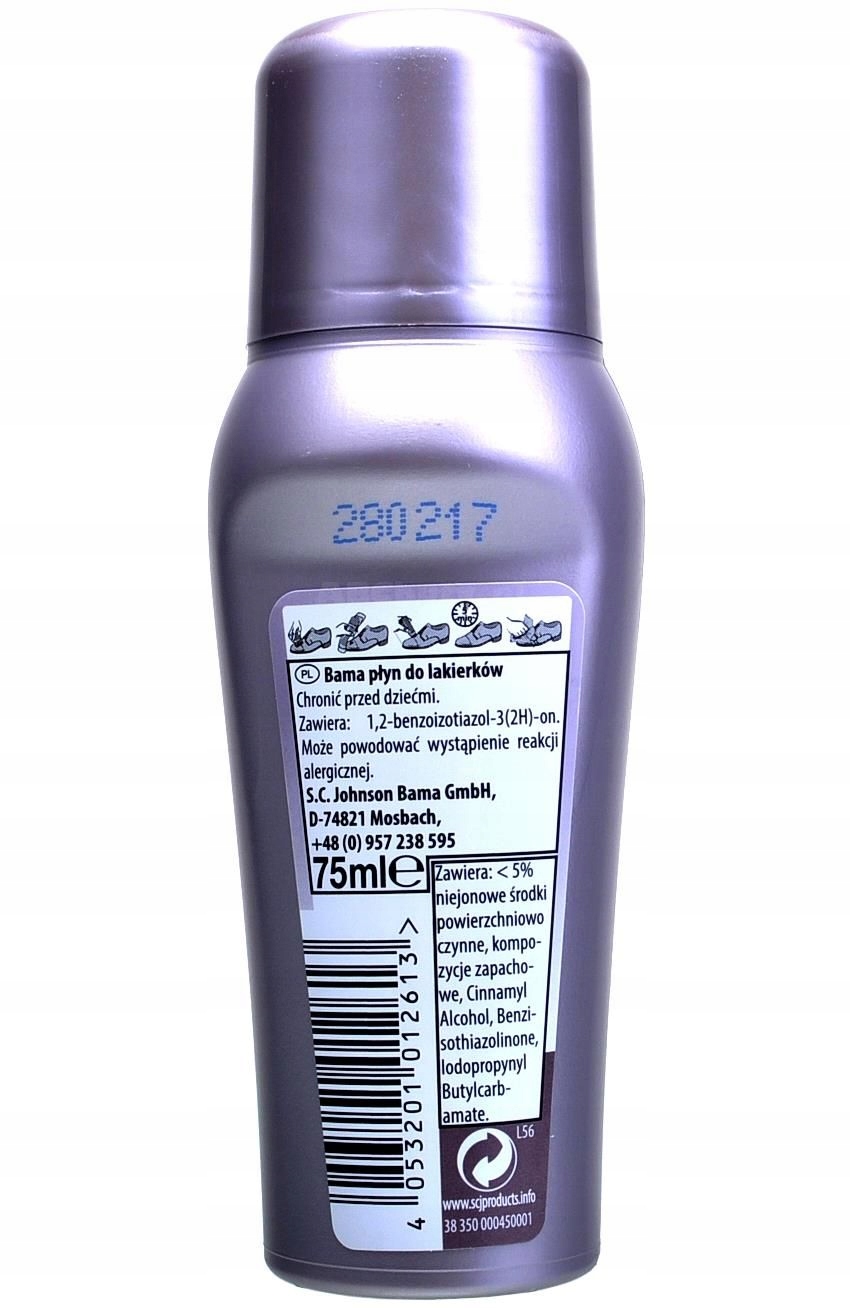 280217
PL Bama płyn do lakierków
Chronić przed dziećmi.
Zawiera: 1,2-benzoizotiazol-3(2H)-on.
Może powodować wystąpienie reakcji
alergicznej.
S.C. Johnson Bama GmbH,
D-74821 Mosbach,
+48 (0) 957 238 595
75ml℮
Zawiera: < 5%
niejonowe środki
powierzchniowo
czynne, kompo-
zycje zapacho-
we, Cinnamyl
Alcohol, Benzi-
sothiazolinone,
Iodopropynyl
Butylcarb-
amate.
4 053201 012613 >
L56
www.scjproducts.info
38 350 000450001